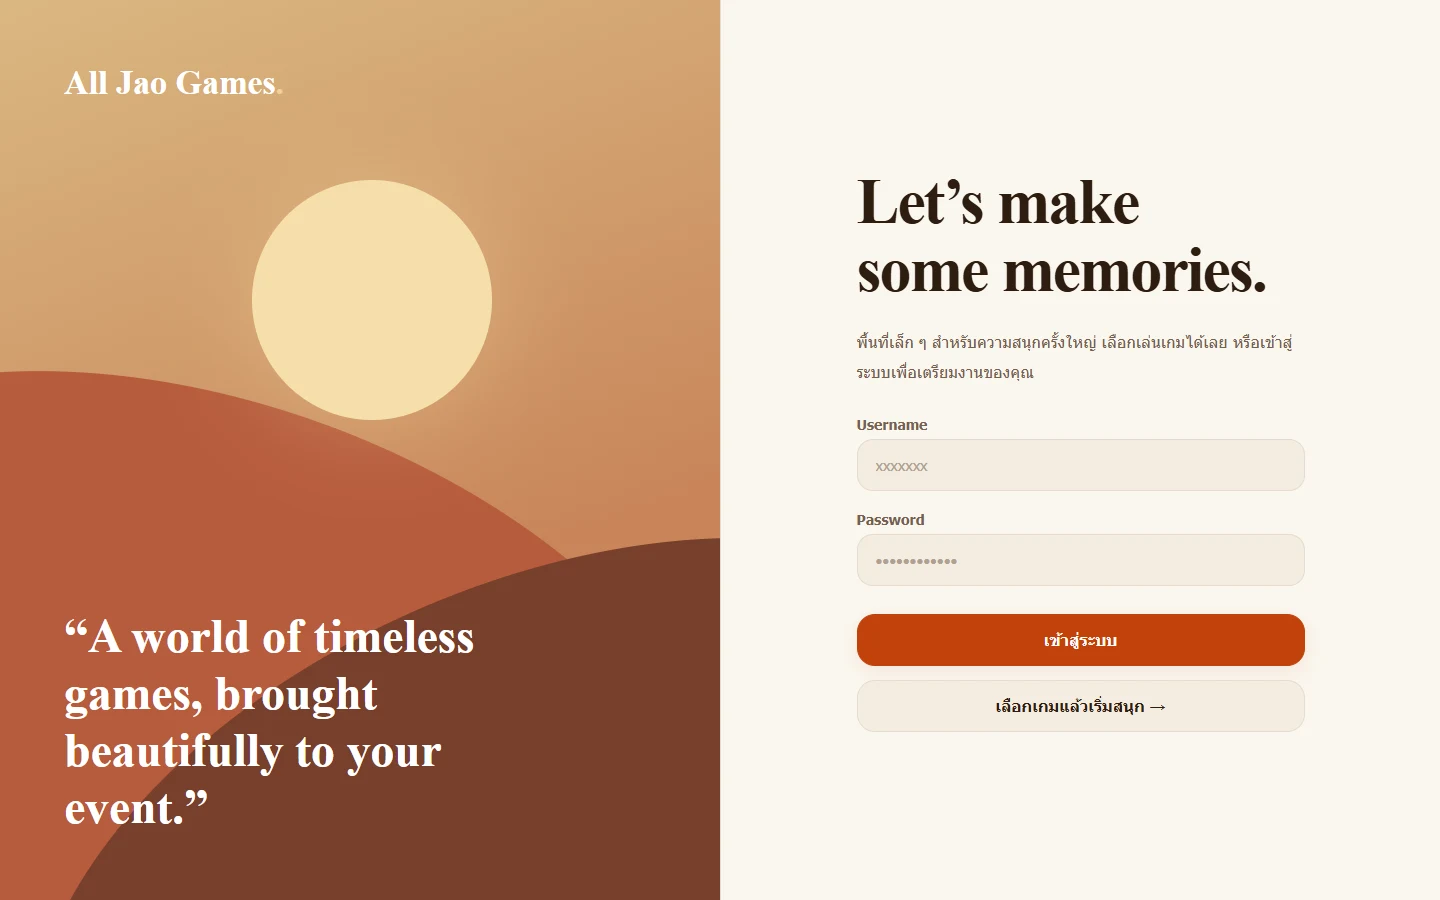 All Jao Games.
“A world of timeless
games, brought
beautifully to your
event.”
Let’s make
some memories.
พื้นที่เล็ก ๆ สำหรับความสนุกครั้งใหญ่ เลือกเล่นเกมได้เลย หรือเข้าสู่
ระบบเพื่อเตรียมงานของคุณ
Username
xxxxxxx
Password
••••••••••••
เข้าสู่ระบบ
เลือกเกมแล้วเริ่มสนุก →